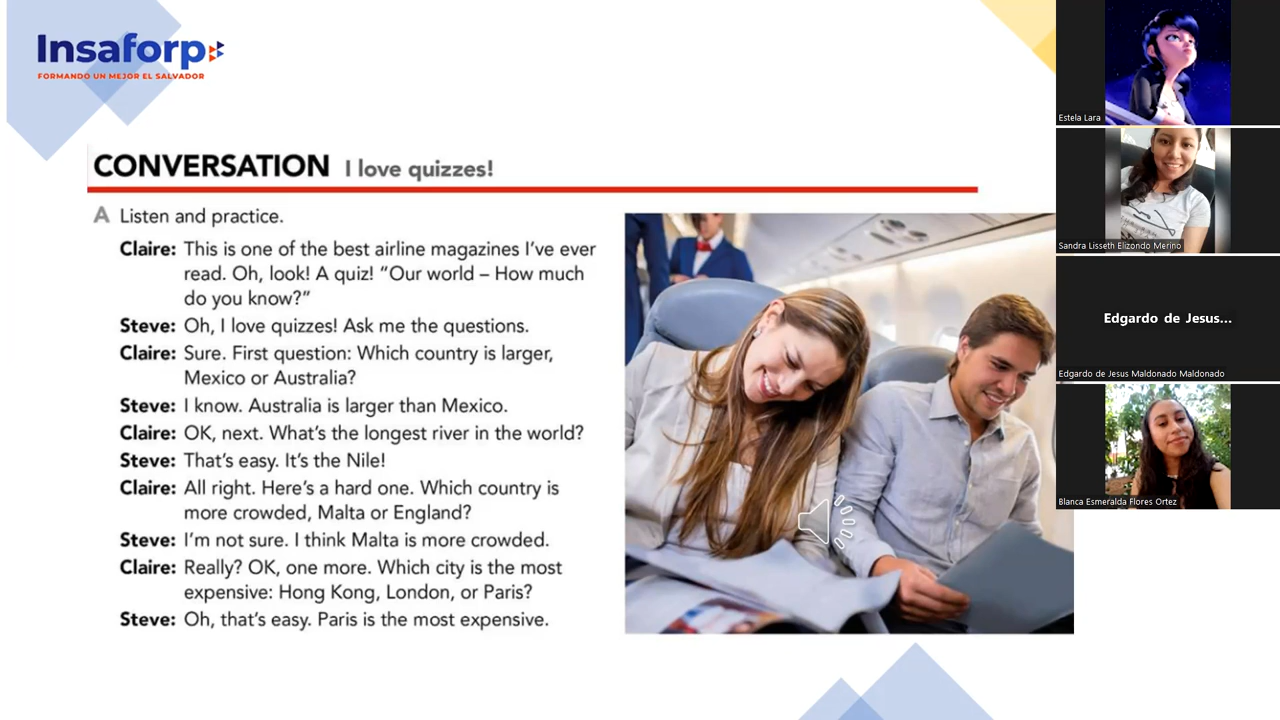 Insaforp
FORMANDO UN MEJOR EL SALVADOR
CONVERSATION I love quizzes!
A Listen and practice.
Claire: This is one of the best airline magazines I've ever
read. Oh, look! A quiz! “Our world – How much
do you know?”
Steve: Oh, I love quizzes! Ask me the questions.
Claire: Sure. First question: Which country is larger,
Mexico or Australia?
Steve: I know. Australia is larger than Mexico.
Claire: OK, next. What's the longest river in the world?
Steve: That's easy. It's the Nile!
Claire: All right. Here's a hard one. Which country is
more crowded, Malta or England?
Steve: I'm not sure. I think Malta is more crowded.
Claire: Really? OK, one more. Which city is the most
expensive: Hong Kong, London, or Paris?
Steve: Oh, that's easy. Paris is the most expensive.
Estela Lara
Sandra Lisseth Elizondo Merino
Edgardo de Jesus...
Edgardo de Jesus Maldonado Maldonado
Blanca Esmeralda Flores Ortez